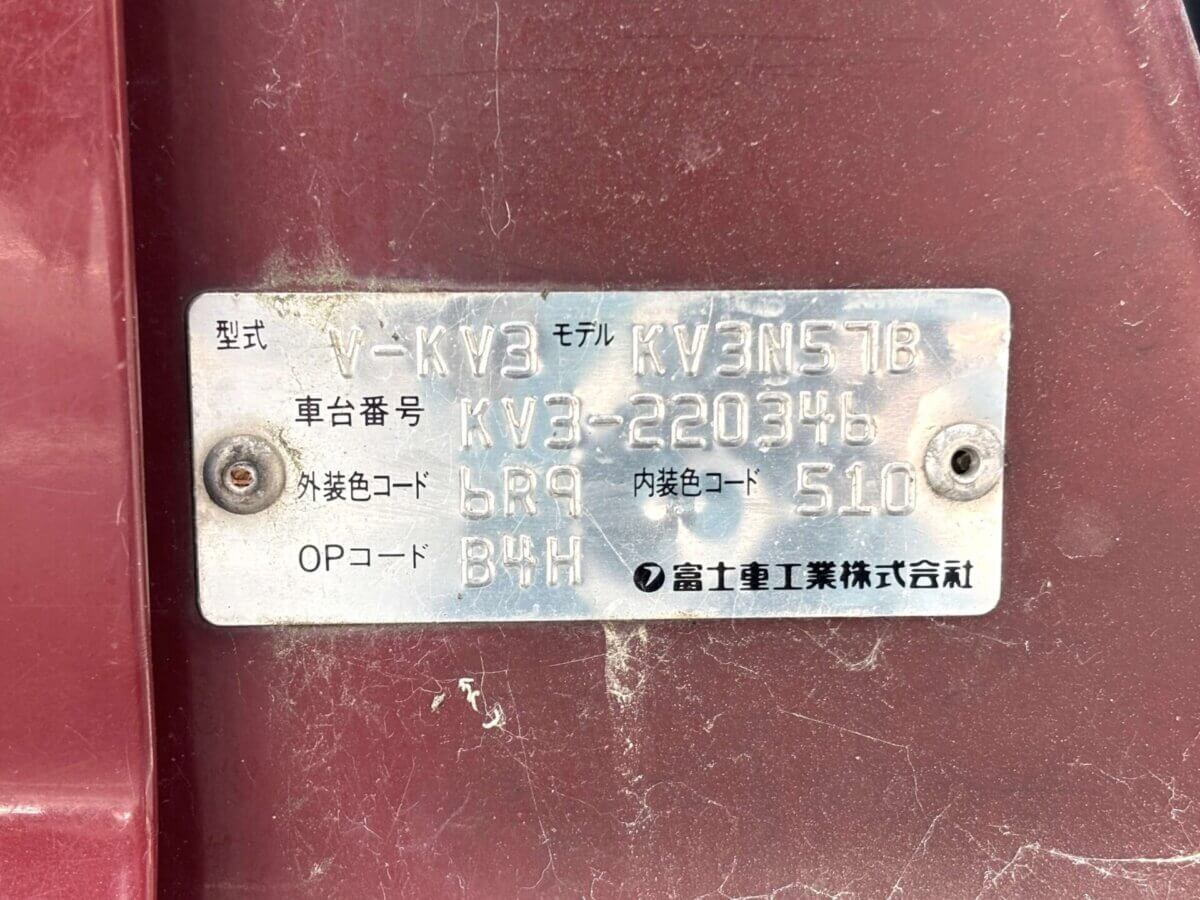 型式 V-KV3 モデル KV3N57B
車台番号 KV3-220346
外装色コード 6R9 内装色コード 510
OPコード B4H 富士重工業株式会社